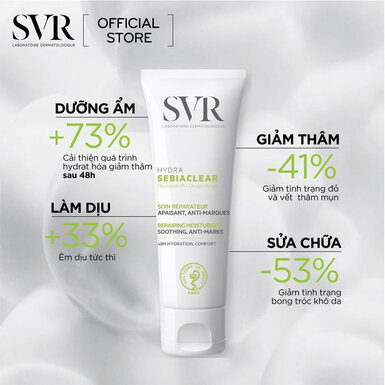 SVR
LABORATOIRE DERMATOLOGIQUE
OFFICIAL
STORE
DƯỠNG ẨM
+73%
Cải thiện quá trình
hydrat hóa giảm thâm
sau 48h
LÀM DỊU
+33%
Êm dịu tức thì
SVR
LABORATOIRE DERMATOLOGIQUE
HYDRA
SEBIACLEAR
SOIN RÉPARATEUR
APAISANT, ANTI-MARQUES
REPAIRING MOISTURISER
SOOTHING, ANTI-MARKS
48H HYDRATION, COMFORT
PARIS
GIẢM THÂM
-41%
Giảm tình trạng đỏ
và vết thâm mụn
SỬA CHỮA
-53%
Giảm tình trạng
bong tróc khô da